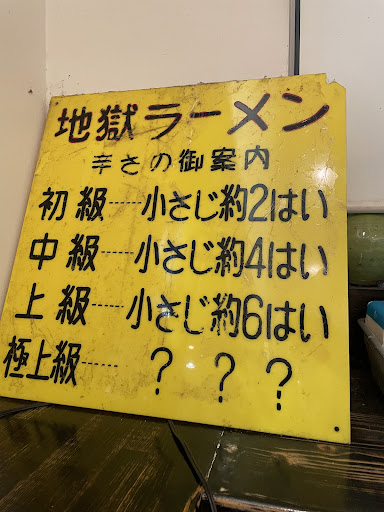 地獄ラーメン
辛さの御案内
初級……小さじ約2はい
中級……小さじ約4はい
上級……小さじ約6はい
極上級……？？？